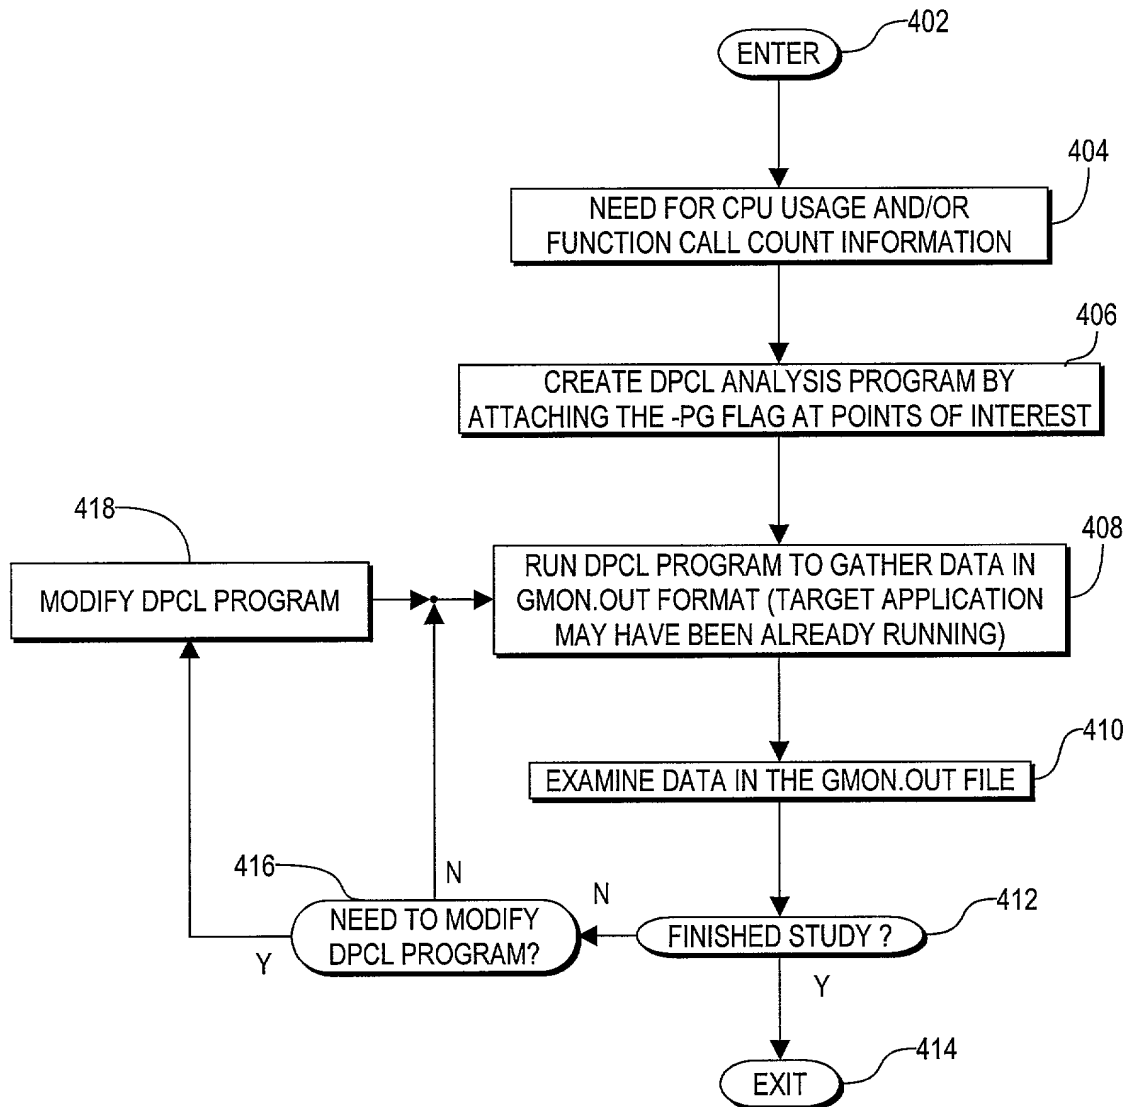 ENTER
402
404
NEED FOR CPU USAGE AND/OR
FUNCTION CALL COUNT INFORMATION
406
CREATE DPCL ANALYSIS PROGRAM BY
ATTACHING THE -PG FLAG AT POINTS OF INTEREST
418
MODIFY DPCL PROGRAM
408
RUN DPCL PROGRAM TO GATHER DATA IN
GMON.OUT FORMAT (TARGET APPLICATION
MAY HAVE BEEN ALREADY RUNNING)
410
EXAMINE DATA IN THE GMON.OUT FILE
416
N
N
412
NEED TO MODIFY
DPCL PROGRAM?
FINISHED STUDY ?
Y
Y
414
EXIT